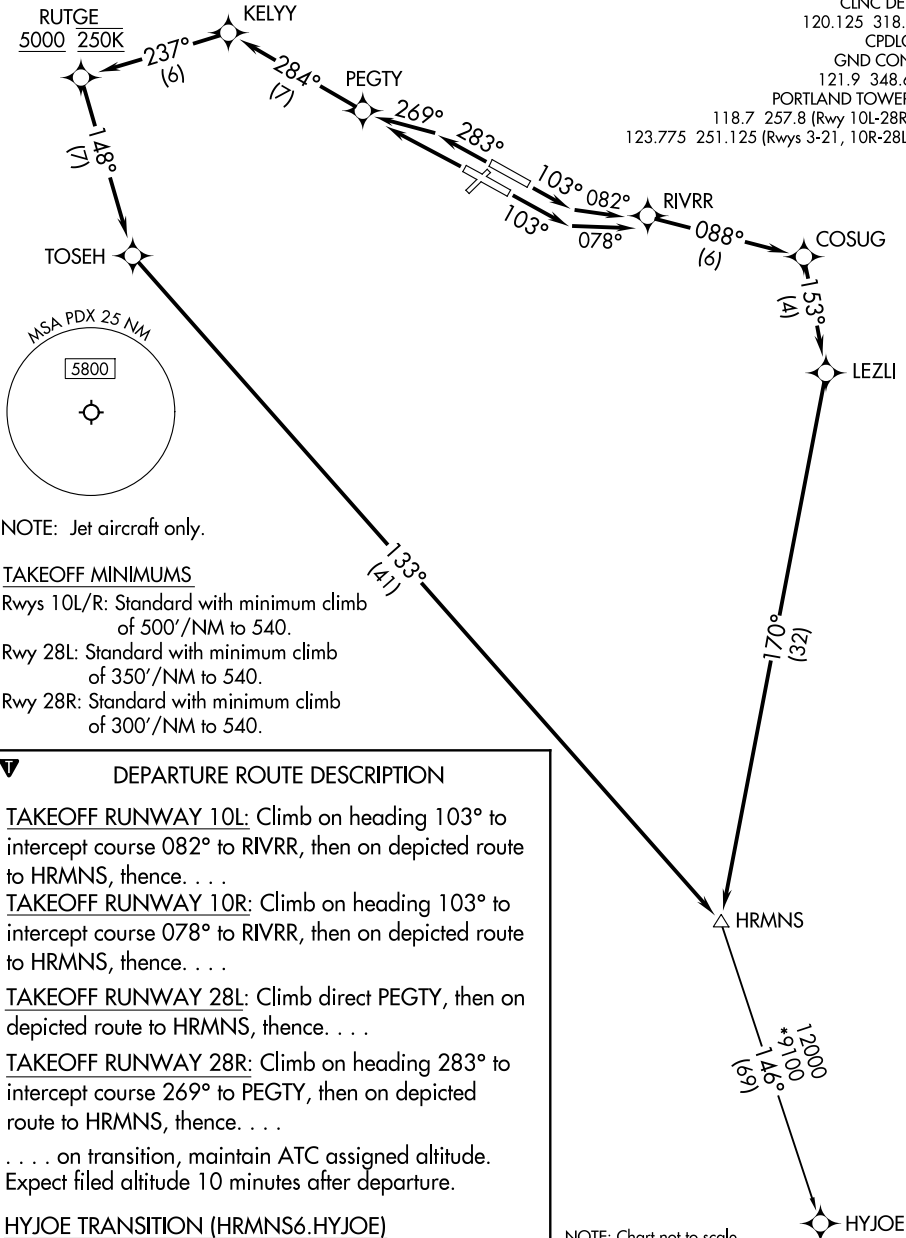 RUTGE
5000 250K
KELYY
237°
(6)
284°
(7)
PEGTY
269°
283°
148°
(7)
TOSEH
CLNC DE
120.125 318.
CPDLC
GND CON
121.9 348.6
PORTLAND TOWER
118.7 257.8 (Rwy 10L-28R
123.775 251.125 (Rwys 3-21, 10R-28L
103° 082°
RIVRR
103°
078°
088°
(6)
COSUG
153°
(4)
LEZLI
MSA PDX 25 NM
5800
133°
(41)
170°
(32)
HRMNS
12000
*9100
146°
(69)
HYJOE
NOTE: Jet aircraft only.
TAKEOFF MINIMUMS
Rwys 10L/R: Standard with minimum climb
of 500'/NM to 540.
Rwy 28L: Standard with minimum climb
of 350'/NM to 540.
Rwy 28R: Standard with minimum climb
of 300'/NM to 540.
T
DEPARTURE ROUTE DESCRIPTION
TAKEOFF RUNWAY 10L: Climb on heading 103° to
intercept course 082° to RIVRR, then on depicted route
to HRMNS, thence. . . .
TAKEOFF RUNWAY 10R: Climb on heading 103° to
intercept course 078° to RIVRR, then on depicted route
to HRMNS, thence. . . .
TAKEOFF RUNWAY 28L: Climb direct PEGTY, then on
depicted route to HRMNS, thence. . . .
TAKEOFF RUNWAY 28R: Climb on heading 283° to
intercept course 269° to PEGTY, then on depicted
route to HRMNS, thence. . . .
. . . . on transition, maintain ATC assigned altitude.
Expect filed altitude 10 minutes after departure.
HYJOE TRANSITION (HRMNS6.HYJOE)
NOTE: Chart not to scale